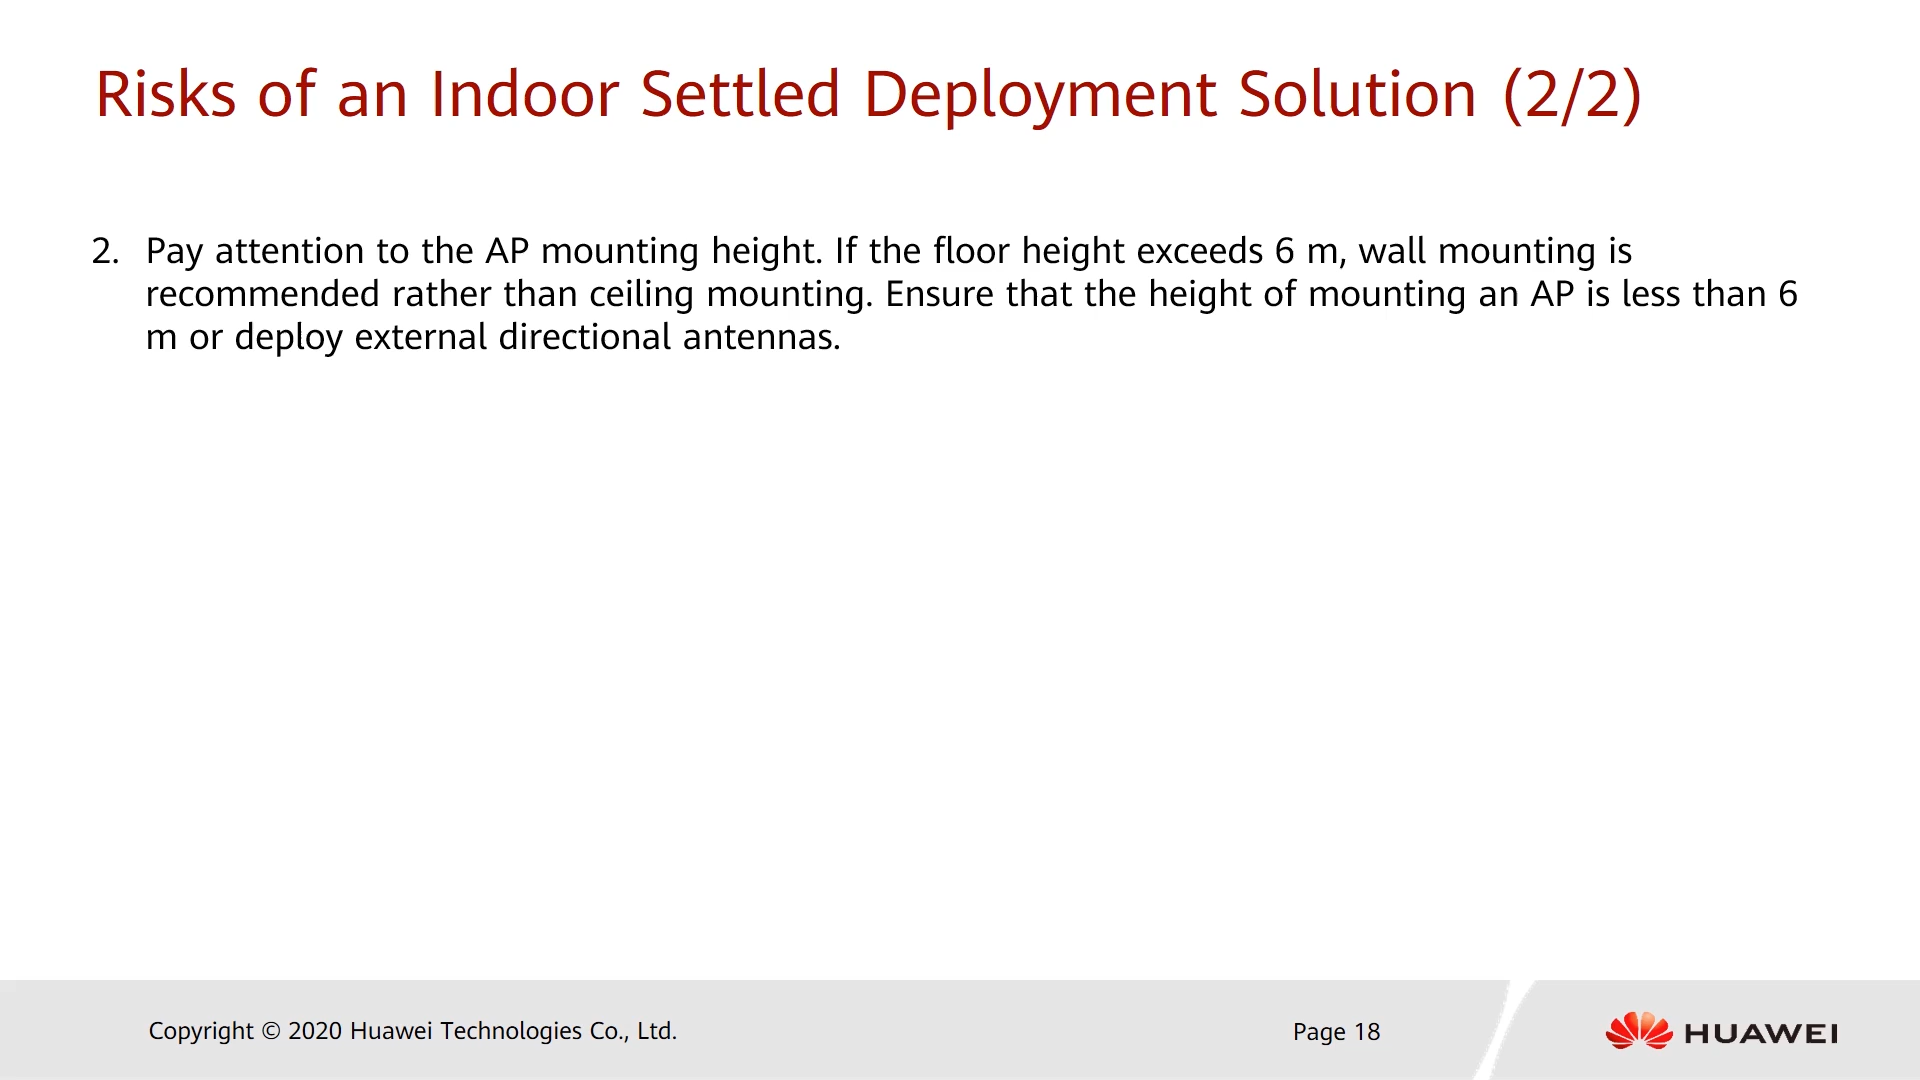 Risks of an Indoor Settled Deployment Solution (2/2)
2. Pay attention to the AP mounting height. If the floor height exceeds 6 m, wall mounting is
recommended rather than ceiling mounting. Ensure that the height of mounting an AP is less than 6
m or deploy external directional antennas.
Copyright © 2020 Huawei Technologies Co., Ltd.
Page 18
HUAWEI